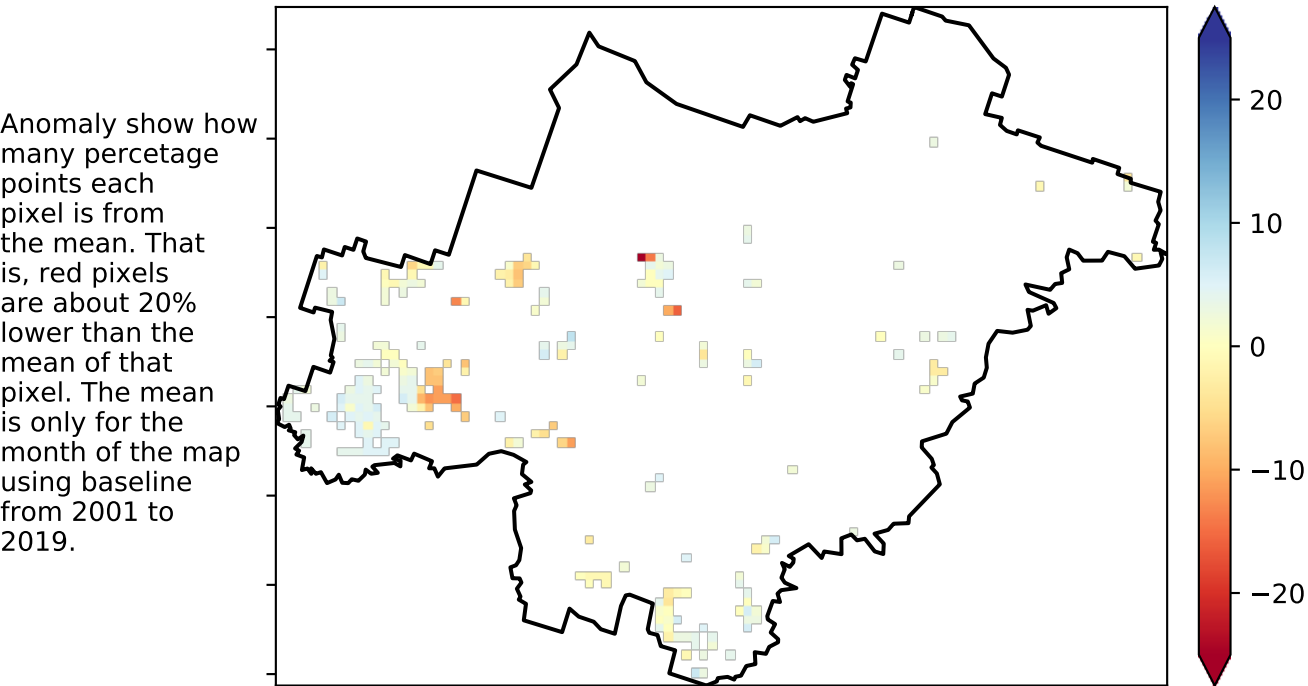 Anomaly show how
many percetage
points each
pixel is from
the mean. That
is, red pixels
are about 20%
lower than the
mean of that
pixel. The mean
is only for the
month of the map
using baseline
from 2001 to
2019.
20
10
0
−10
−20